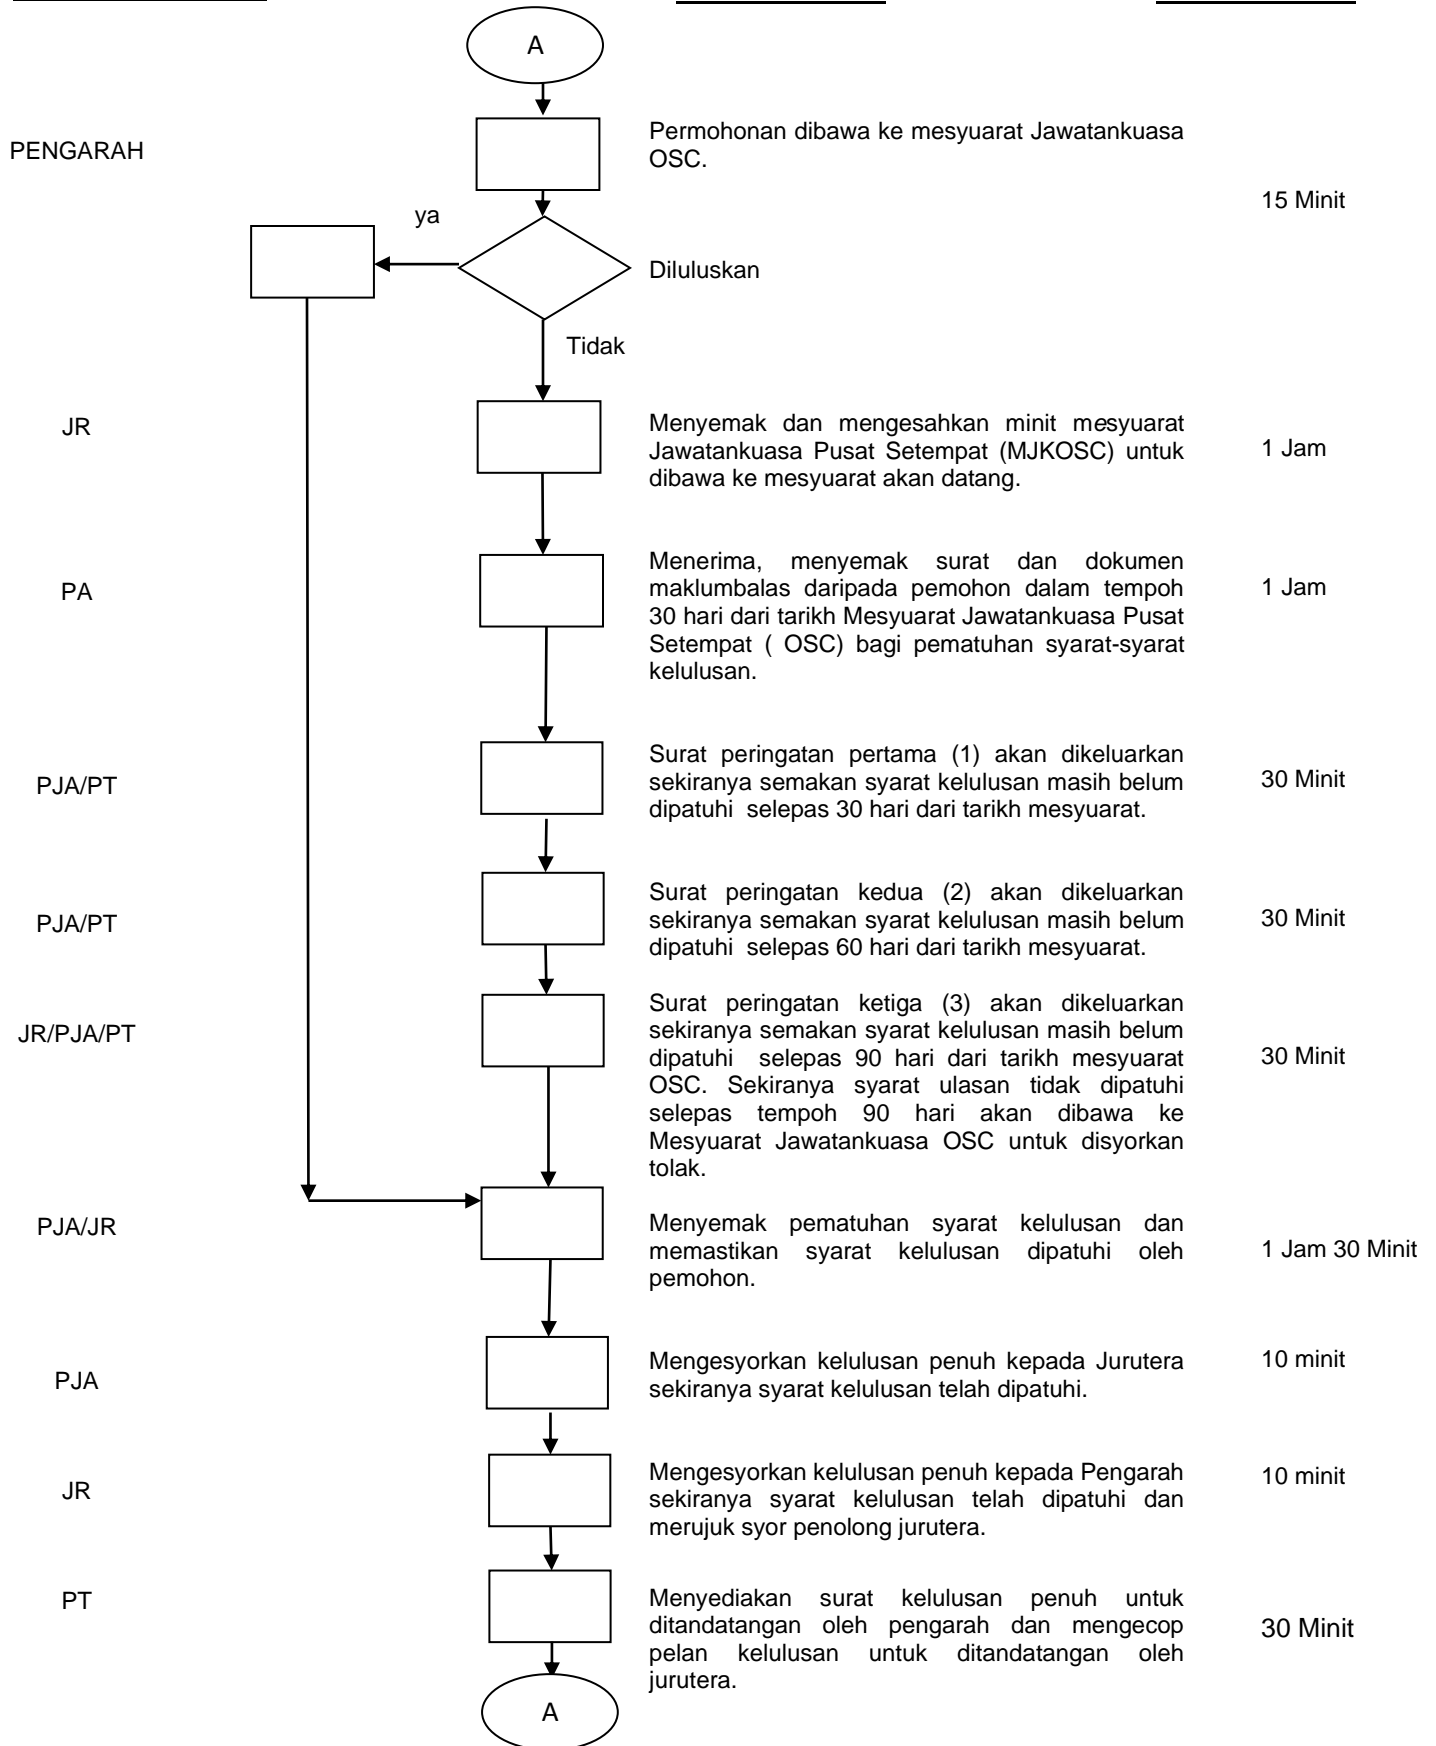 A
PENGARAH
Permohonan dibawa ke mesyuarat Jawatankuasa
OSC.
15 Minit
ya
Diluluskan
Tidak
JR
Menyemak dan mengesahkan minit mesyuarat
Jawatankuasa Pusat Setempat (MJKOSC) untuk
dibawa ke mesyuarat akan datang.
1 Jam
PA
Menerima, menyemak surat dan dokumen
maklumbalas daripada pemohon dalam tempoh
30 hari dari tarikh Mesyuarat Jawatankuasa Pusat
Setempat ( OSC) bagi pematuhan syarat-syarat
kelulusan.
1 Jam
PJA/PT
Surat peringatan pertama (1) akan dikeluarkan
sekiranya semakan syarat kelulusan masih belum
dipatuhi selepas 30 hari dari tarikh mesyuarat.
30 Minit
PJA/PT
Surat peringatan kedua (2) akan dikeluarkan
sekiranya semakan syarat kelulusan masih belum
dipatuhi selepas 60 hari dari tarikh mesyuarat.
30 Minit
JR/PJA/PT
Surat peringatan ketiga (3) akan dikeluarkan
sekiranya semakan syarat kelulusan masih belum
dipatuhi selepas 90 hari dari tarikh mesyuarat
OSC. Sekiranya syarat ulasan tidak dipatuhi
selepas tempoh 90 hari akan dibawa ke
Mesyuarat Jawatankuasa OSC untuk disyorkan
tolak.
30 Minit
PJA/JR
Menyemak pematuhan syarat kelulusan dan
memastikan syarat kelulusan dipatuhi oleh
pemohon.
1 Jam 30 Minit
PJA
Mengesyorkan kelulusan penuh kepada Jurutera
sekiranya syarat kelulusan telah dipatuhi.
10 minit
JR
Mengesyorkan kelulusan penuh kepada Pengarah
sekiranya syarat kelulusan telah dipatuhi dan
merujuk syor penolong jurutera.
10 minit
PT
Menyediakan surat kelulusan penuh untuk
ditandatangan oleh pengarah dan mengecop
pelan kelulusan untuk ditandatangan oleh
jurutera.
30 Minit
A